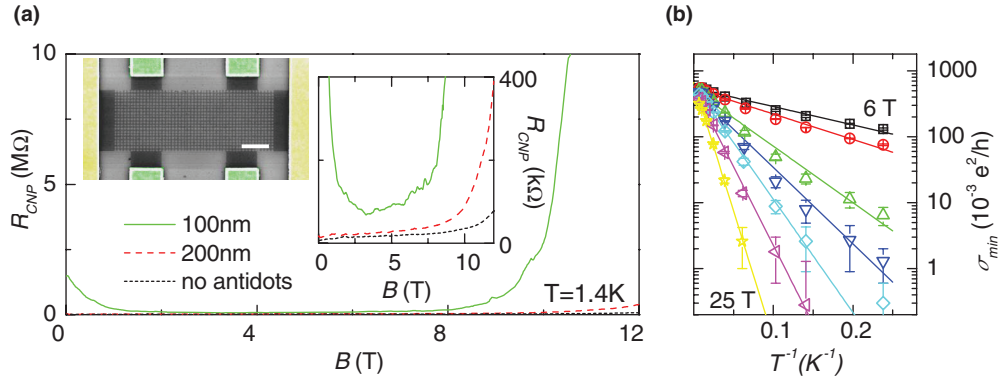 (a)
(b)
10
5
0
R_CNP (MΩ)
100nm
200nm
no antidots
0 4 8 12
B (T)
T=1.4K
400
0
R_CNP (kΩ)
0 5 10
B (T)
6 T
25 T
1000
100
10
1
σ_min (10⁻³ e²/h)
0.1 0.2
T⁻¹(K⁻¹)